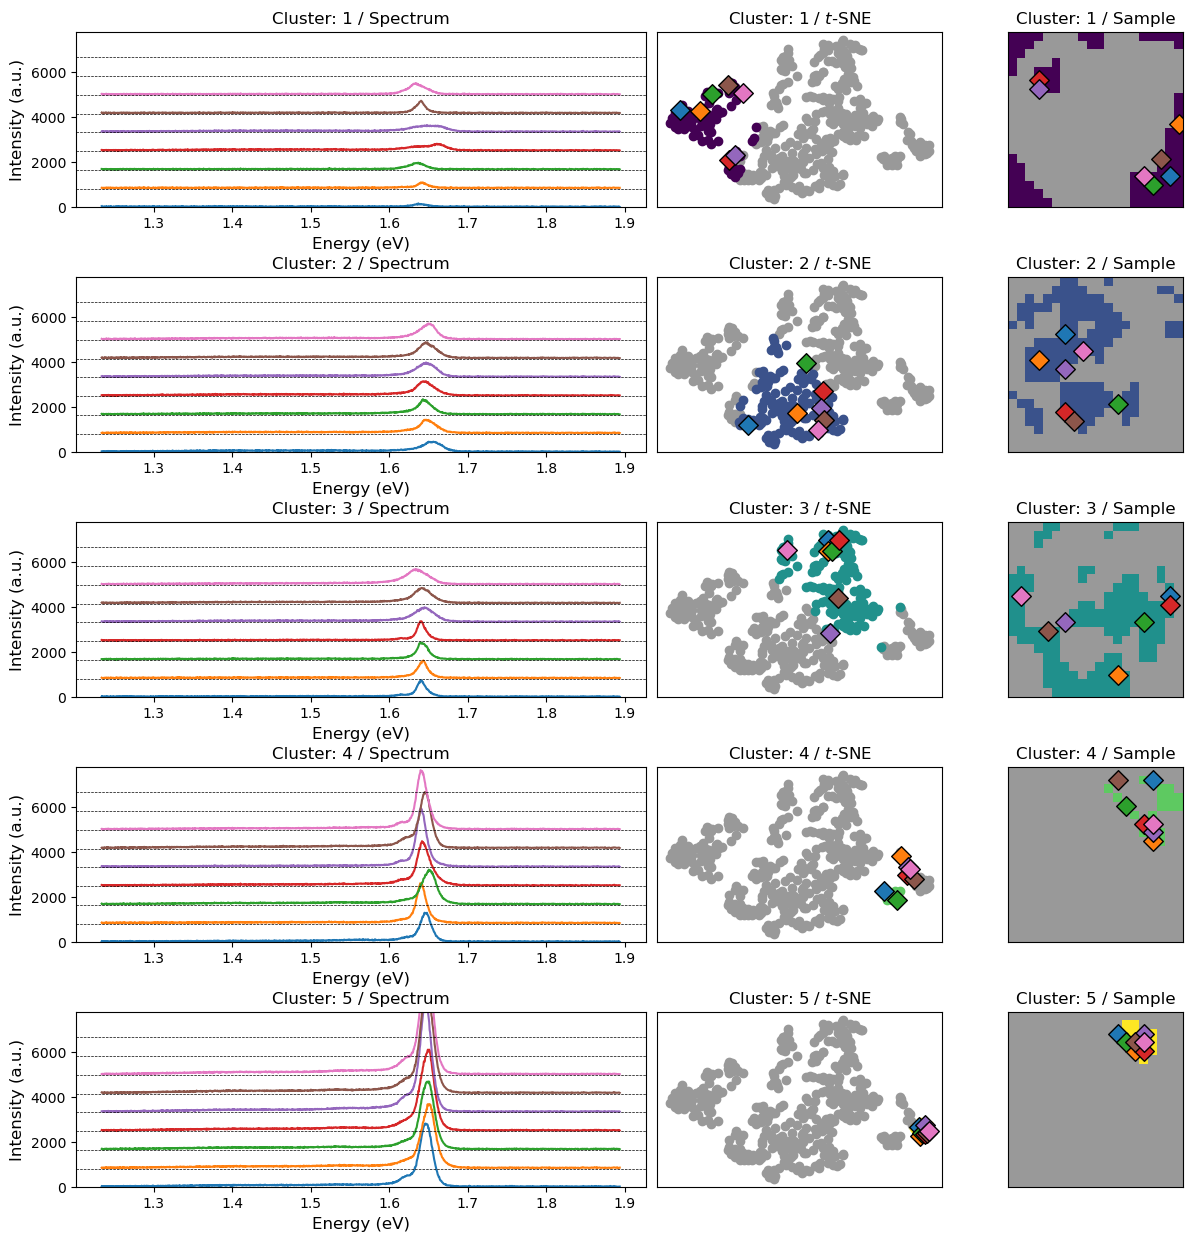 Cluster: 1 / Spectrum
Cluster: 1 / t-SNE
Cluster: 1 / Sample
Intensity (a.u.)
6000
4000
2000
0
1.3 1.4 1.5 1.6 1.7 1.8 1.9
Energy (eV)
Cluster: 2 / Spectrum
Cluster: 2 / t-SNE
Cluster: 2 / Sample
Intensity (a.u.)
6000
4000
2000
0
1.3 1.4 1.5 1.6 1.7 1.8 1.9
Energy (eV)
Cluster: 3 / Spectrum
Cluster: 3 / t-SNE
Cluster: 3 / Sample
Intensity (a.u.)
6000
4000
2000
0
1.3 1.4 1.5 1.6 1.7 1.8 1.9
Energy (eV)
Cluster: 4 / Spectrum
Cluster: 4 / t-SNE
Cluster: 4 / Sample
Intensity (a.u.)
6000
4000
2000
0
1.3 1.4 1.5 1.6 1.7 1.8 1.9
Energy (eV)
Cluster: 5 / Spectrum
Cluster: 5 / t-SNE
Cluster: 5 / Sample
Intensity (a.u.)
6000
4000
2000
0
1.3 1.4 1.5 1.6 1.7 1.8 1.9
Energy (eV)